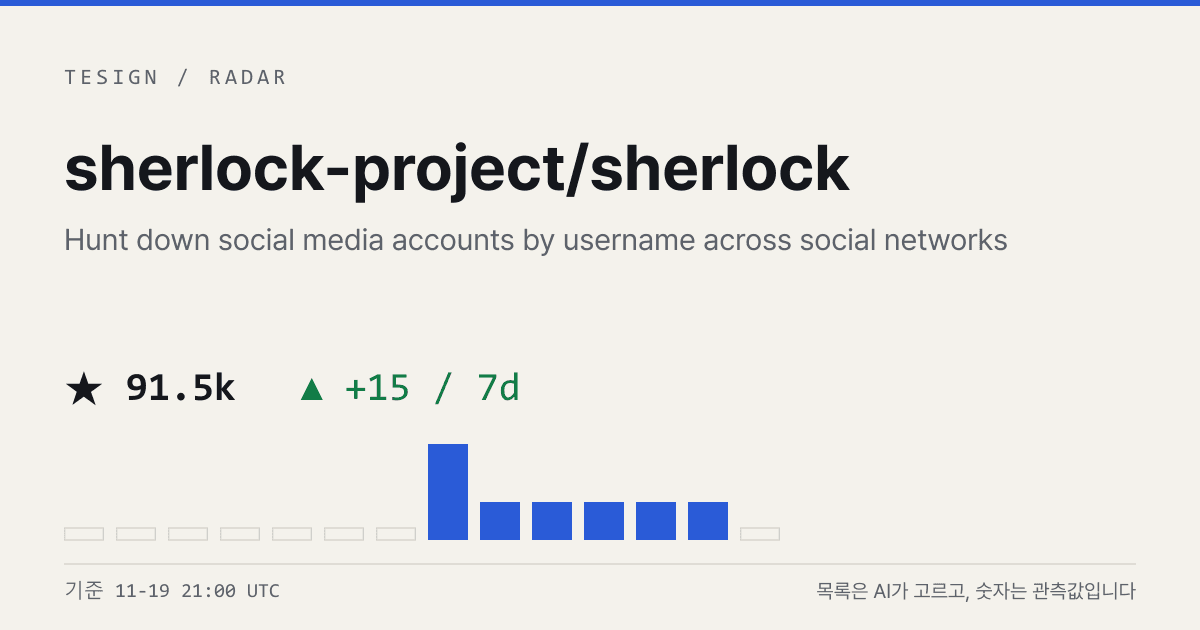 TESIGN / RADAR
sherlock-project/sherlock
Hunt down social media accounts by username across social networks
★ 91.5k ▲ +15 / 7d
기준 11-19 21:00 UTC
목록은 AI가 고르고, 숫자는 관측값입니다